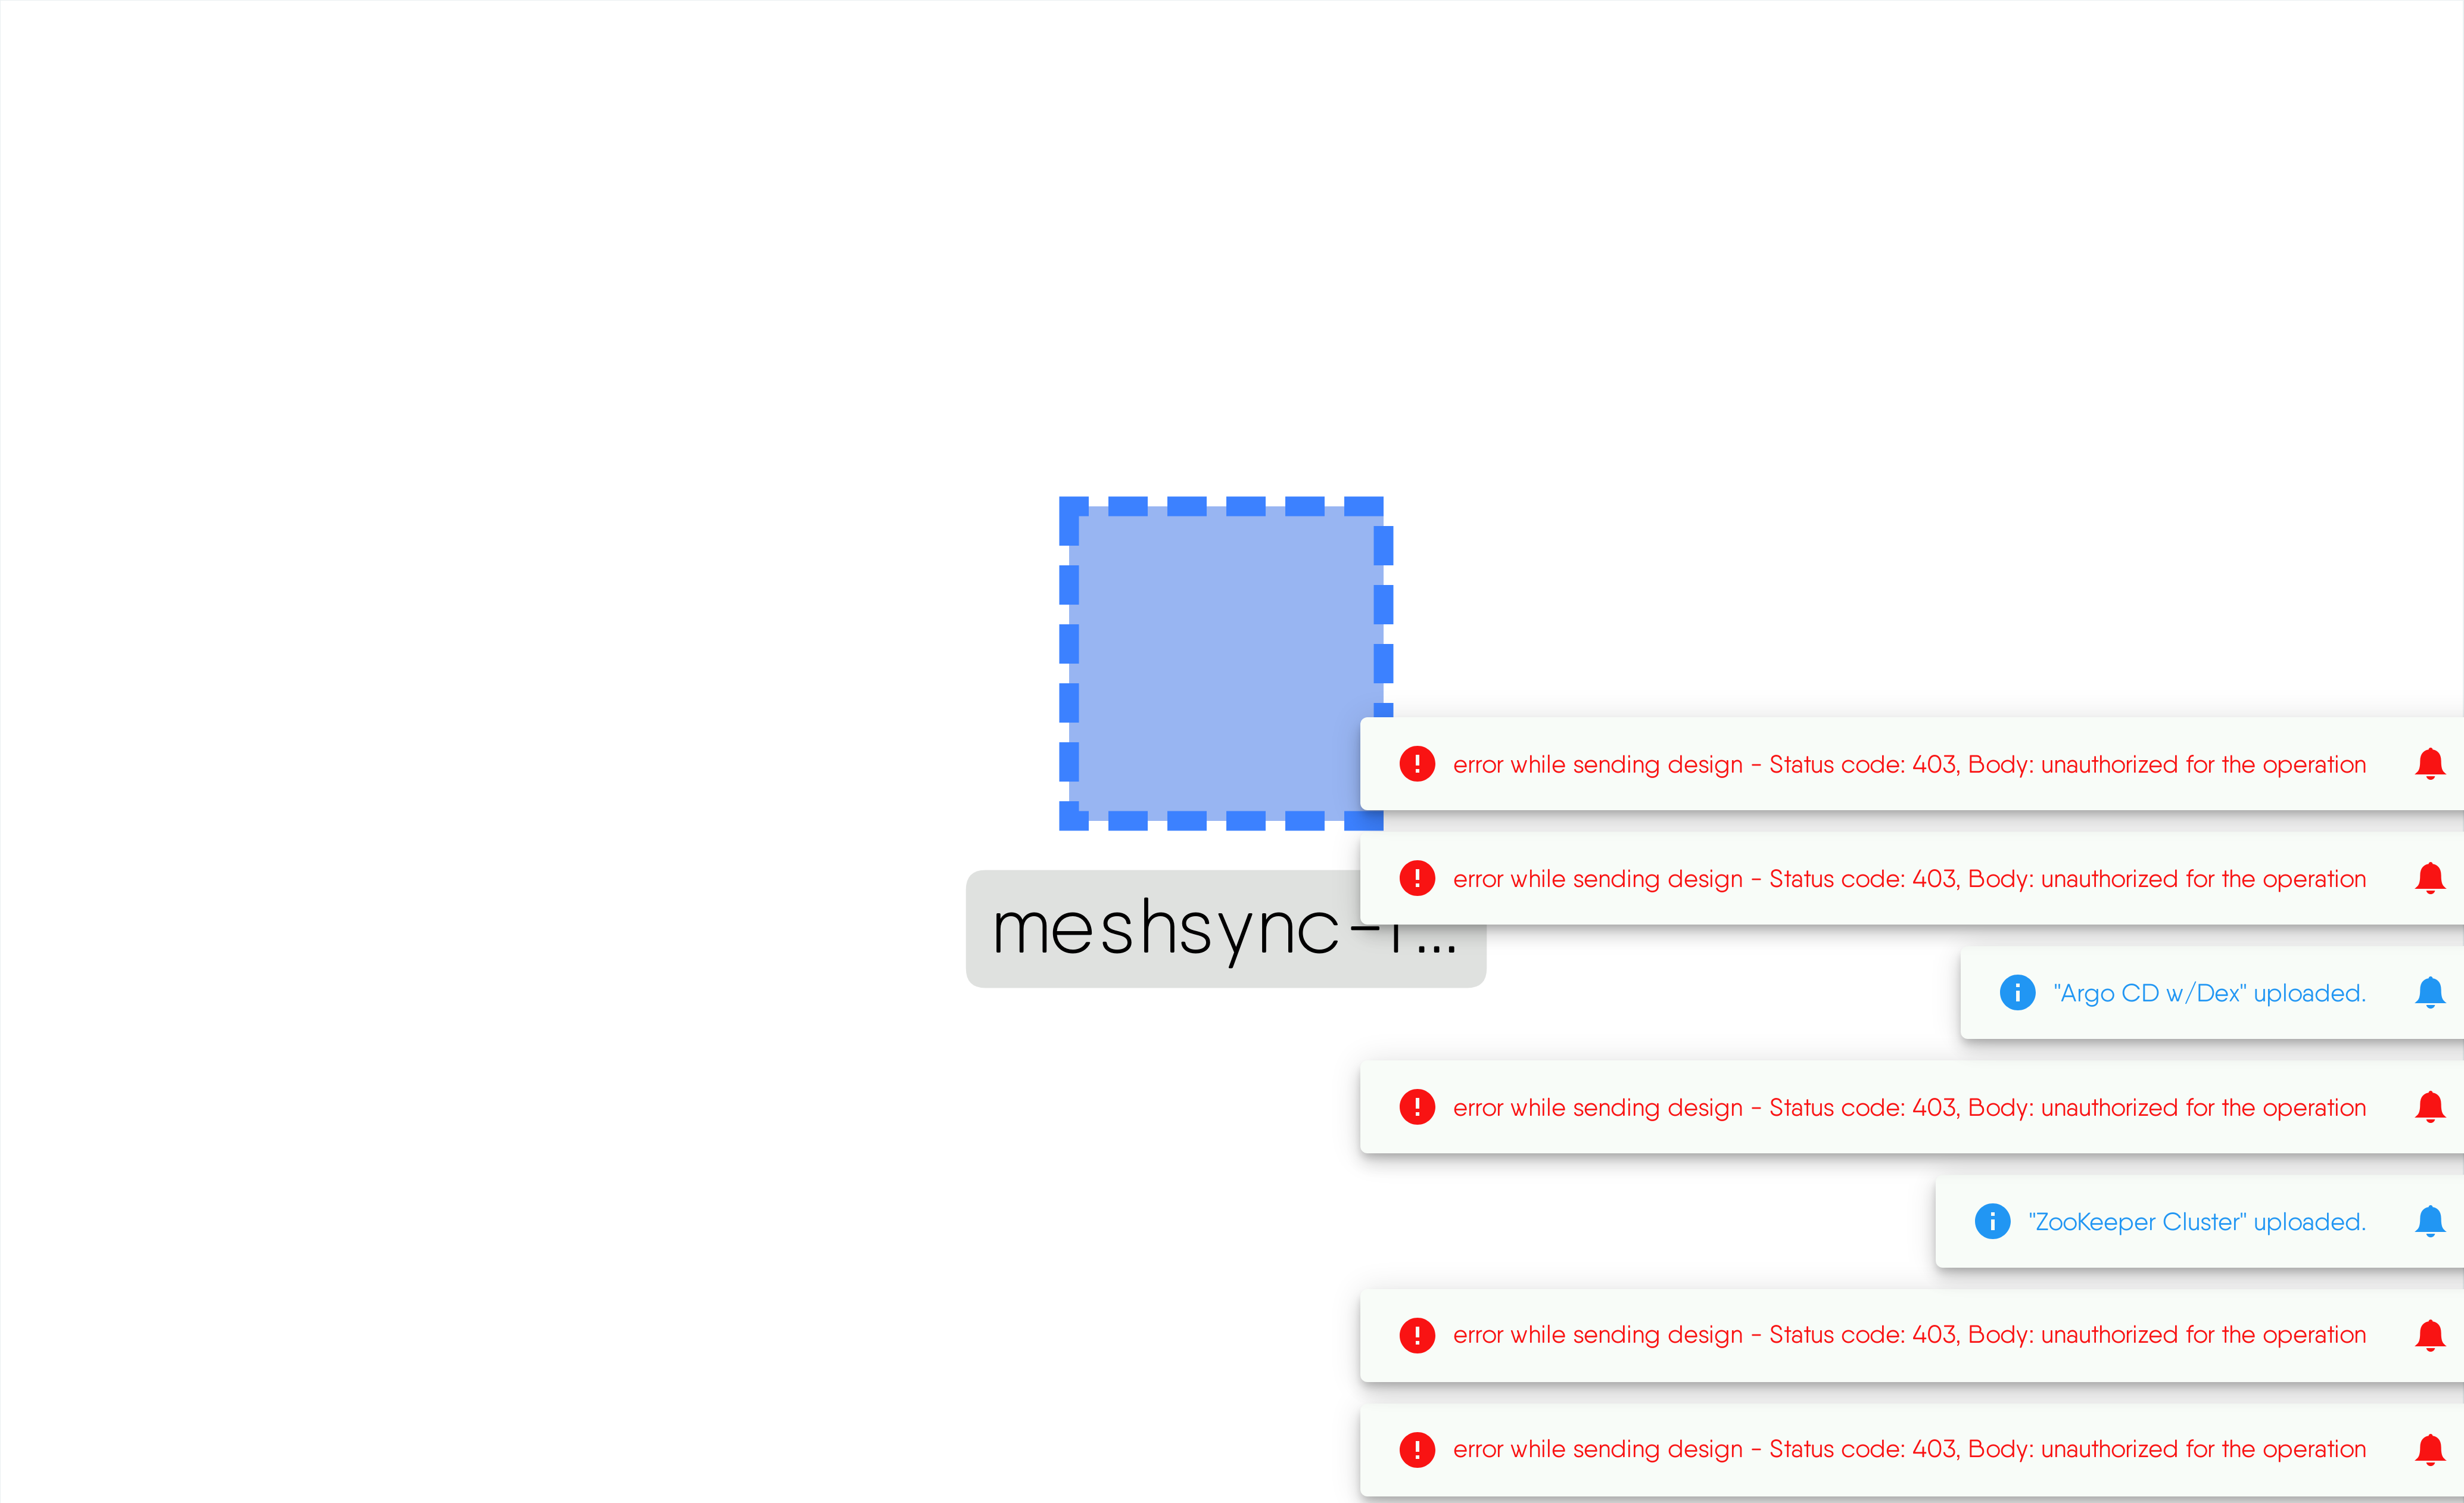 error while sending design - Status code: 403, Body: unauthorized for the operation
error while sending design - Status code: 403, Body: unauthorized for the operation
meshsync-r...
"Argo CD w/Dex" uploaded.
error while sending design - Status code: 403, Body: unauthorized for the operation
"ZooKeeper Cluster" uploaded.
error while sending design - Status code: 403, Body: unauthorized for the operation
error while sending design - Status code: 403, Body: unauthorized for the operation